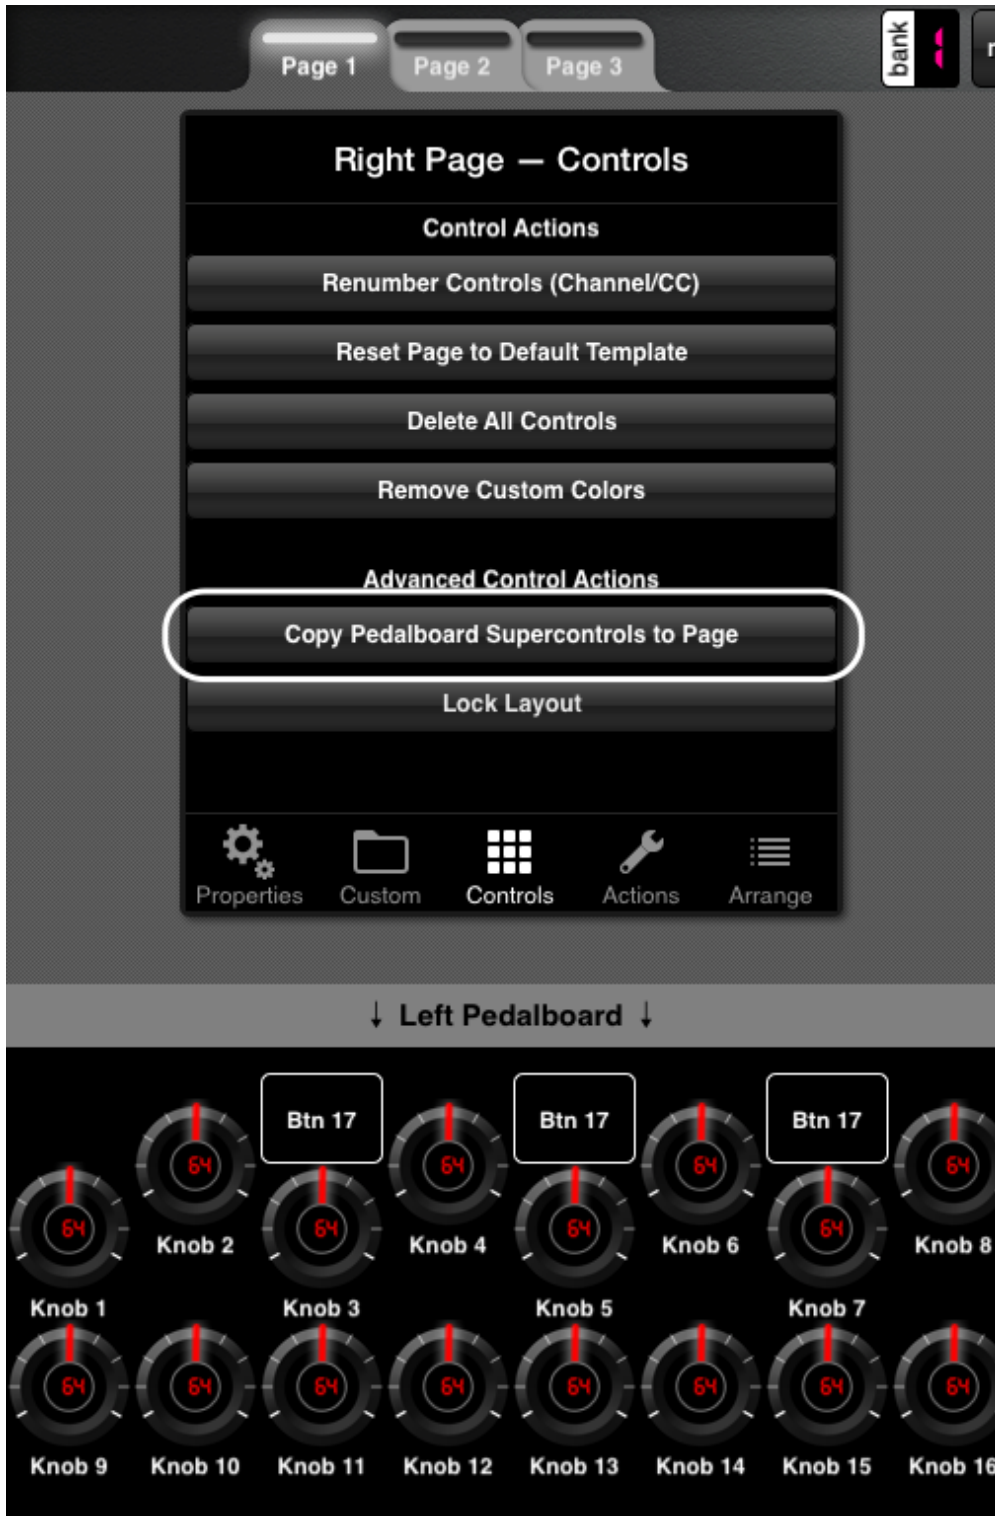 Page 1 Page 2 Page 3
bank
Right Page — Controls
Control Actions
Renumber Controls (Channel/CC)
Reset Page to Default Template
Delete All Controls
Remove Custom Colors
Advanced Control Actions
Copy Pedalboard Supercontrols to Page
Lock Layout
Properties Custom Controls Actions Arrange
↓ Left Pedalboard ↓
Btn 17 Btn 17 Btn 17
64 64 64 64
64 64 64 64
Knob 2 Knob 4 Knob 6 Knob 8
Knob 1 Knob 3 Knob 5 Knob 7
64 64 64 64 64 64 64 64
Knob 9 Knob 10 Knob 11 Knob 12 Knob 13 Knob 14 Knob 15 Knob 16